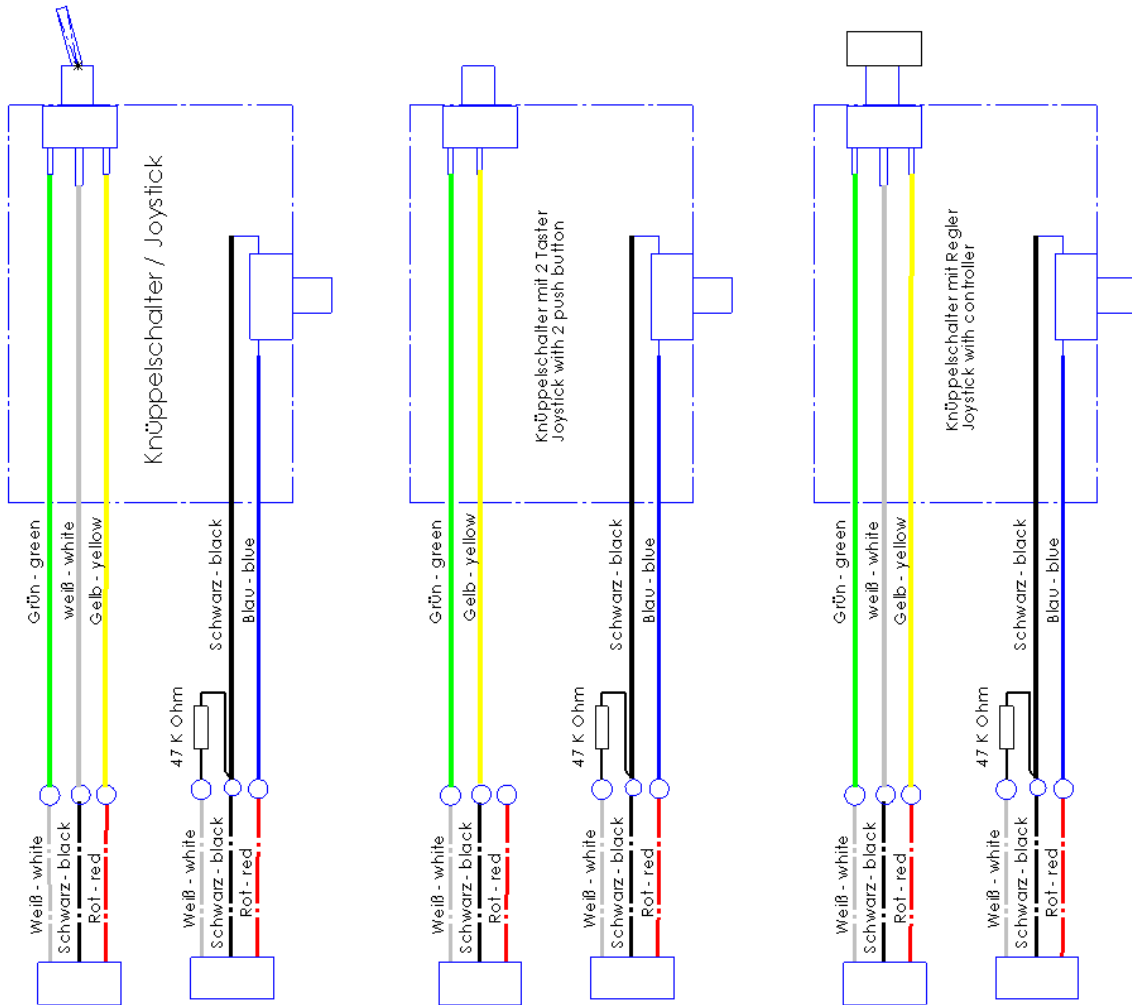 Knüppelschalter / Joystick
Grün - green
weiß - white
Gelb - yellow
Schwarz - black
Blau - blue
47 K Ohm
Weiß - white
Schwarz - black
Rot - red
Weiß - white
Schwarz - black
Rot - red
Knüppelschalter mit 2 Taster
Joystick with 2 push button
Grün - green
Gelb - yellow
Schwarz - black
Blau - blue
47 K Ohm
Weiß - white
Schwarz - black
Rot - red
Weiß - white
Schwarz - black
Rot - red
Knüppelschalter mit Regler
Joystick with controller
Grün - green
weiß - white
Gelb - yellow
Schwarz - black
Blau - blue
47 K Ohm
Weiß - white
Schwarz - black
Rot - red
Weiß - white
Schwarz - black
Rot - red